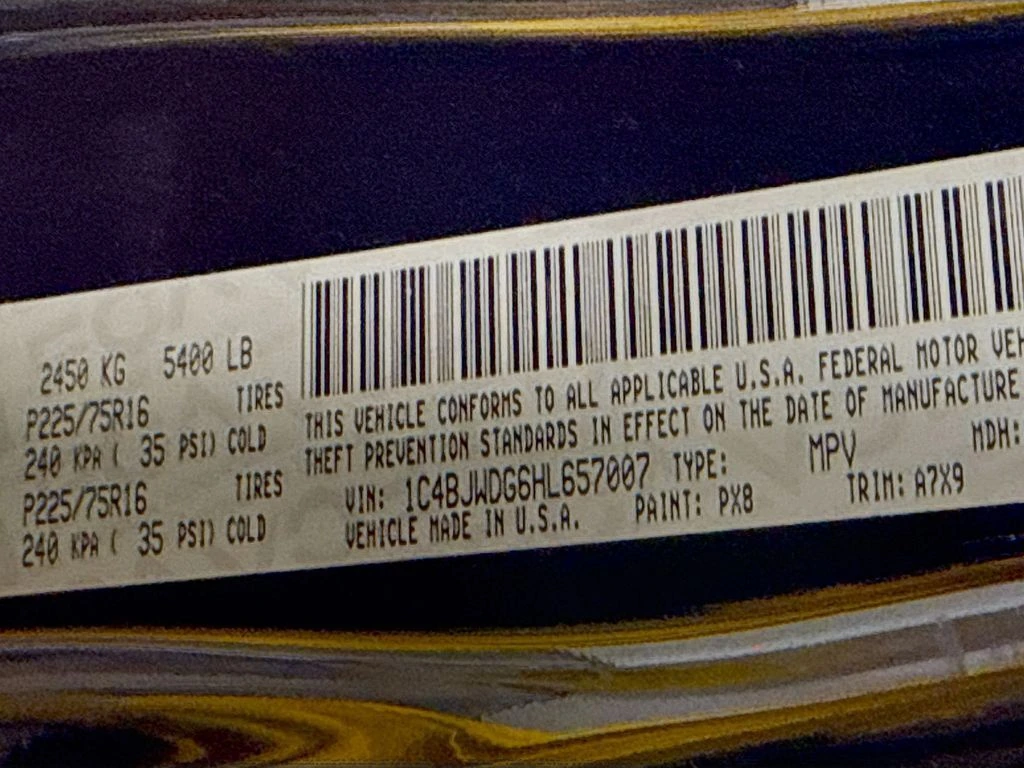 2450 KG 5400 LB
P225/75R16 TIRES
240 KPA ( 35 PSI) COLD
P225/75R16 TIRES
240 KPA ( 35 PSI) COLD
THIS VEHICLE CONFORMS TO ALL APPLICABLE U.S.A. FEDERAL MOTOR VEH
THEFT PREVENTION STANDARDS IN EFFECT ON THE DATE OF MANUFACTURE
VIN: 1C4BJWDG6HL657007 TYPE: MPV MDH:
VEHICLE MADE IN U.S.A. PAINT: PX8 TRIM: A7X9